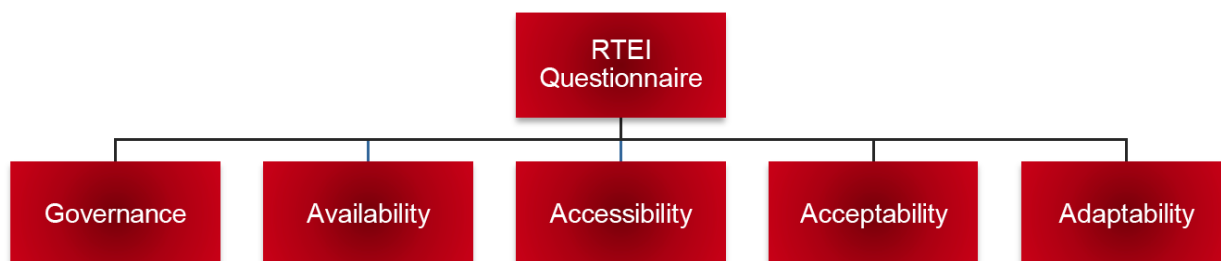 RTEI
Questionnaire
Governance
Availability
Accessibility
Acceptability
Adaptability